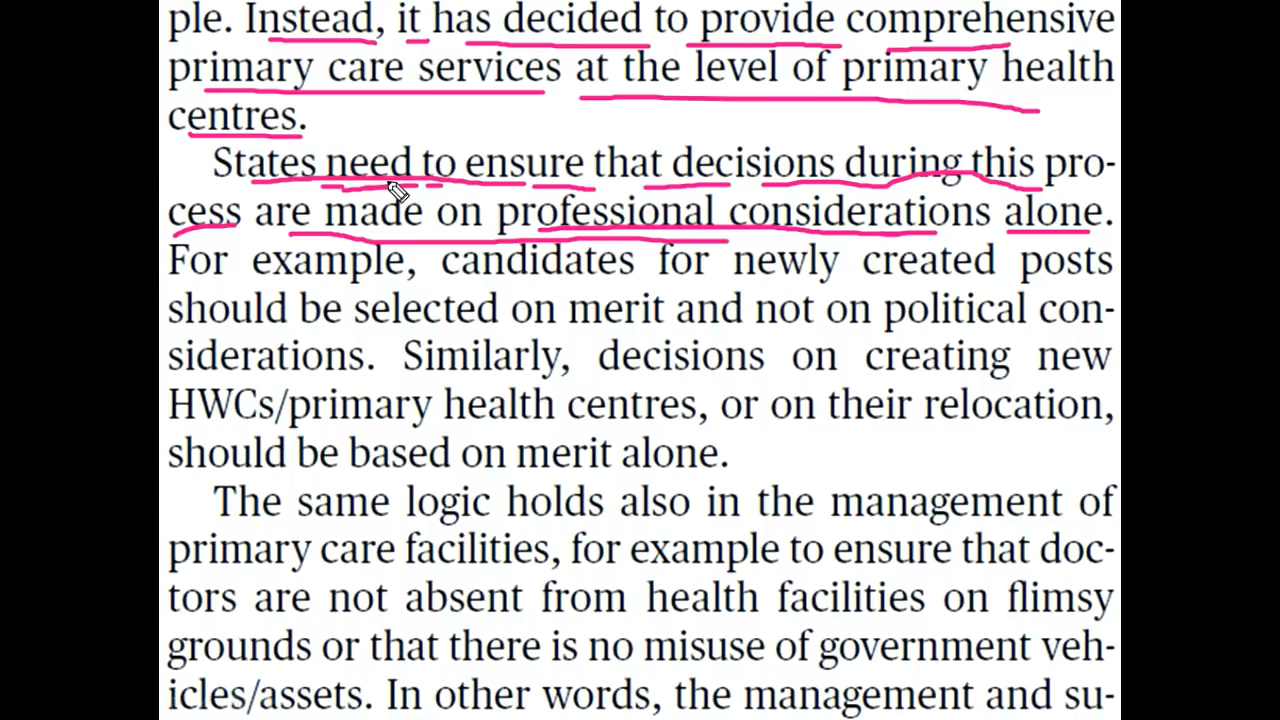 ple. Instead, it has decided to provide comprehensive
primary care services at the level of primary health
centres.
States need to ensure that decisions during this pro-
cess are made on professional considerations alone.
For example, candidates for newly created posts
should be selected on merit and not on political con-
siderations. Similarly, decisions on creating new
HWCs/primary health centres, or on their relocation,
should be based on merit alone.
The same logic holds also in the management of
primary care facilities, for example to ensure that doc-
tors are not absent from health facilities on flimsy
grounds or that there is no misuse of government veh-
icles/assets. In other words, the management and su-